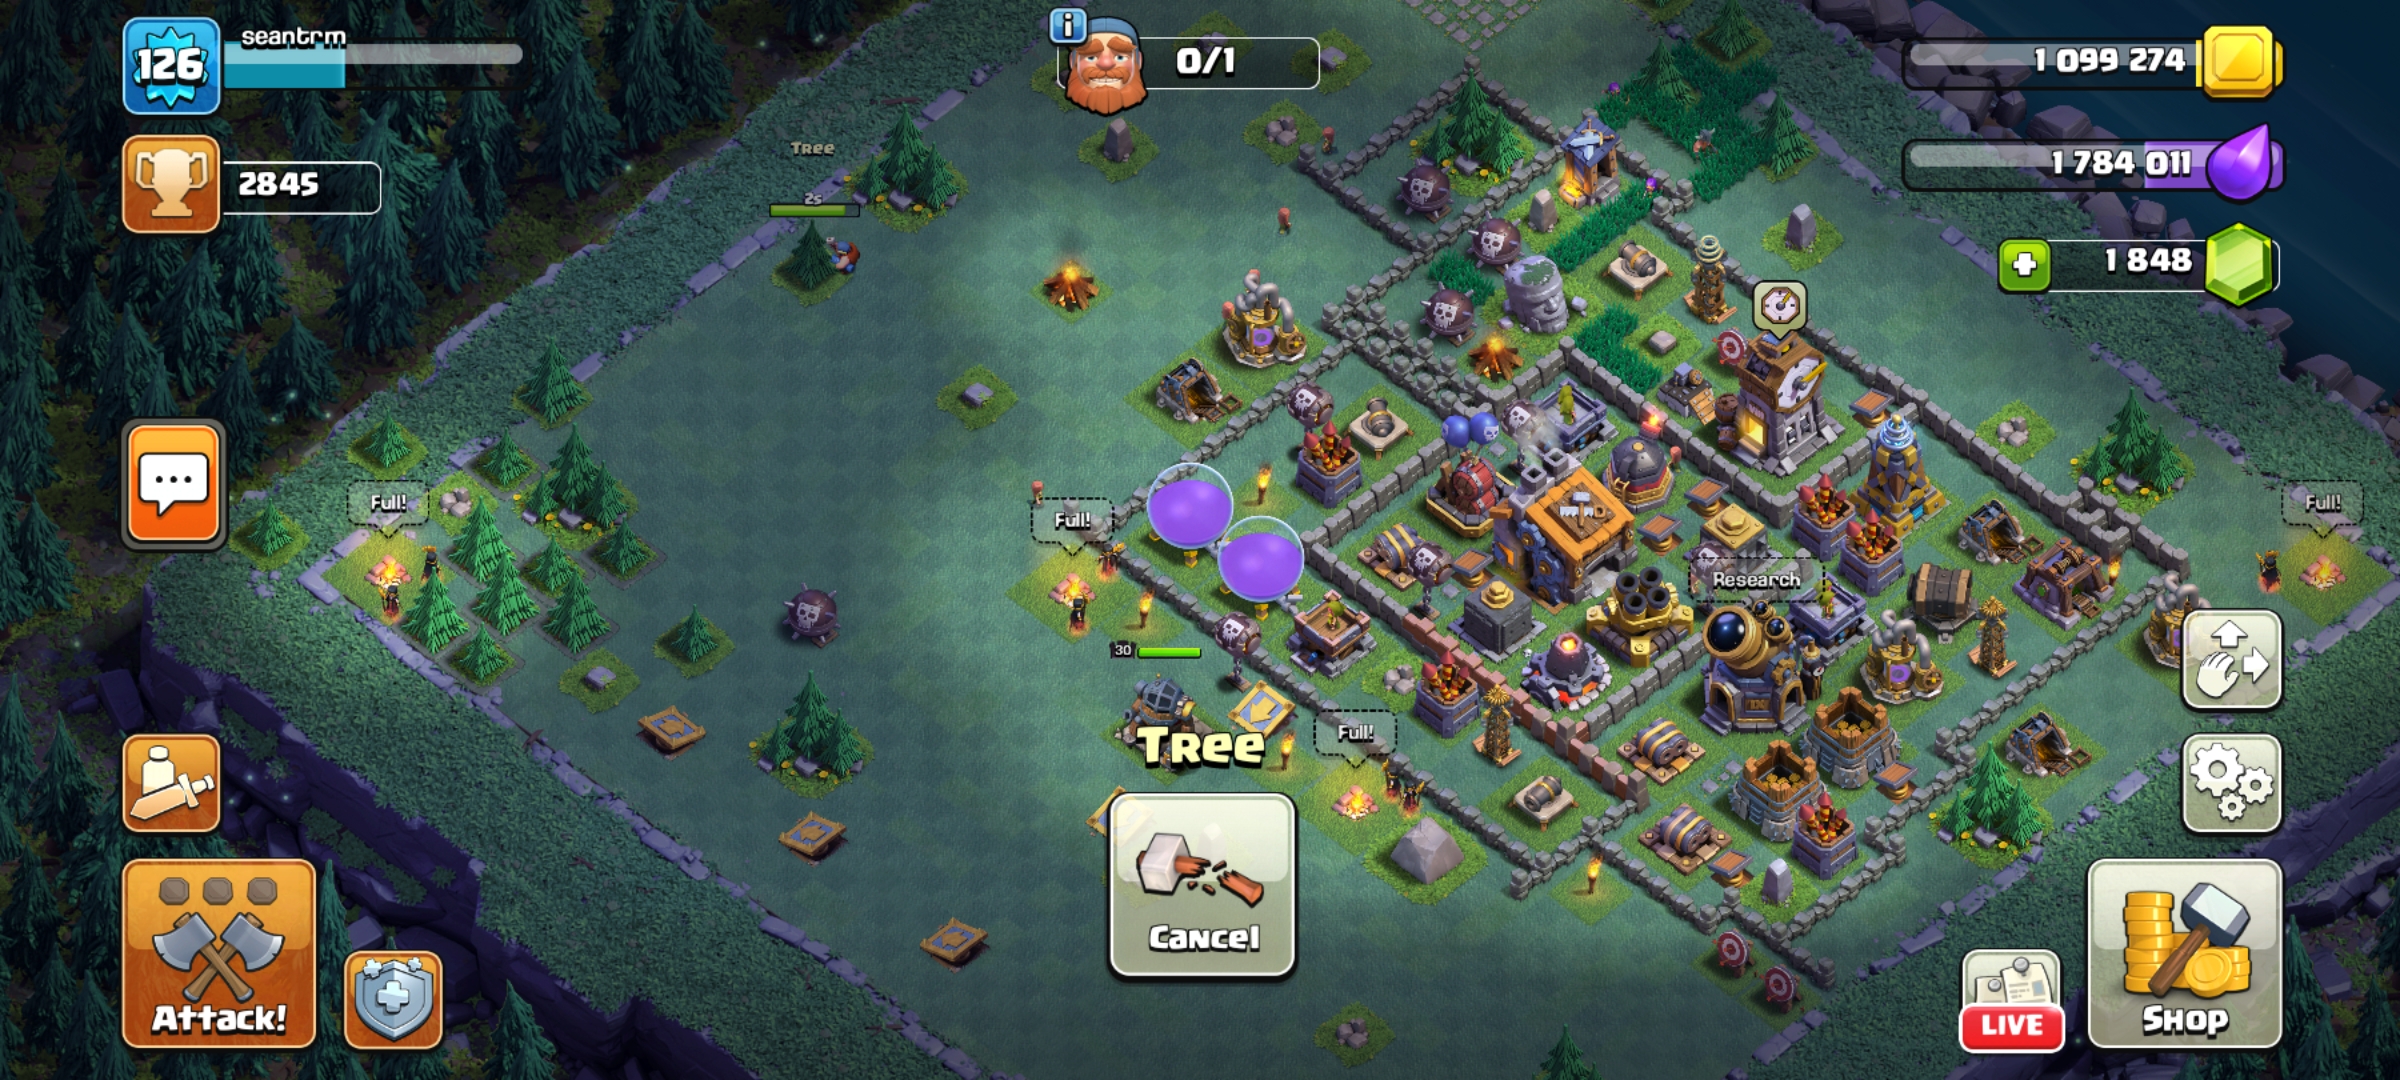 126
seantrm
i
0/1
1 099 274
2845
Tree
2s
1 784 011
1 848
Full!
Full!
Full!
Research
30
Full!
Tree
Cancel
Attack!
LIVE
Shop